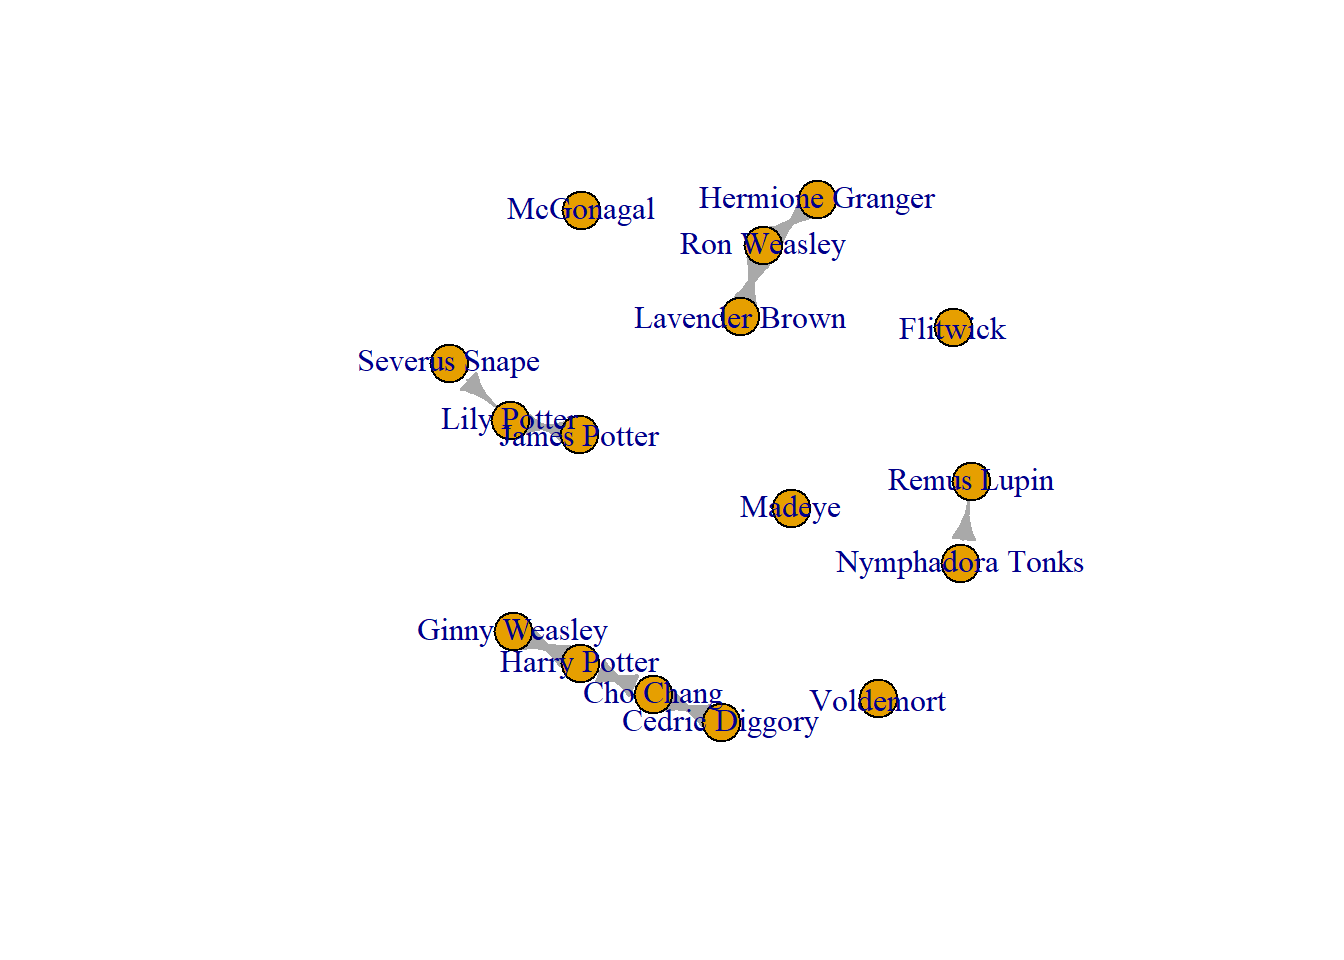 Hermione Granger
McGonagal
Ron Weasley
Lavender Brown
Flitwick
Severus Snape
Lily Potter
James Potter
Remus Lupin
Madeye
Nymphadora Tonks
Ginny Weasley
Harry Potter
Cho Chang
Voldemort
Cedric Diggory